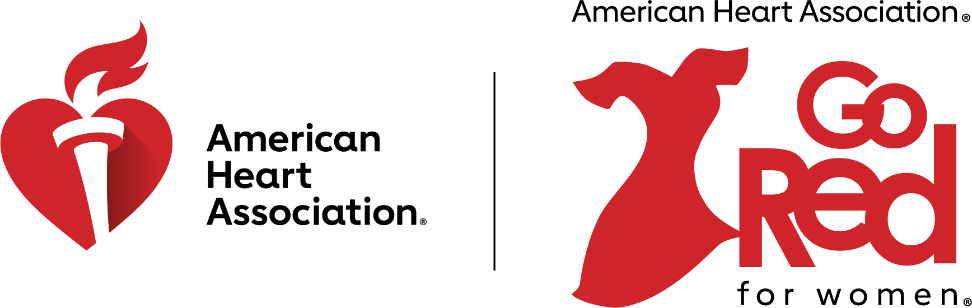 American
Heart
Association®
American Heart Association®
Go
Red
for women®